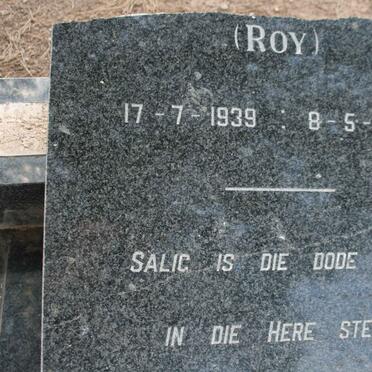 (ROY)
17-7-1939 : 8-5-
SALIG IS DIE DODE
IN DIE HERE STE